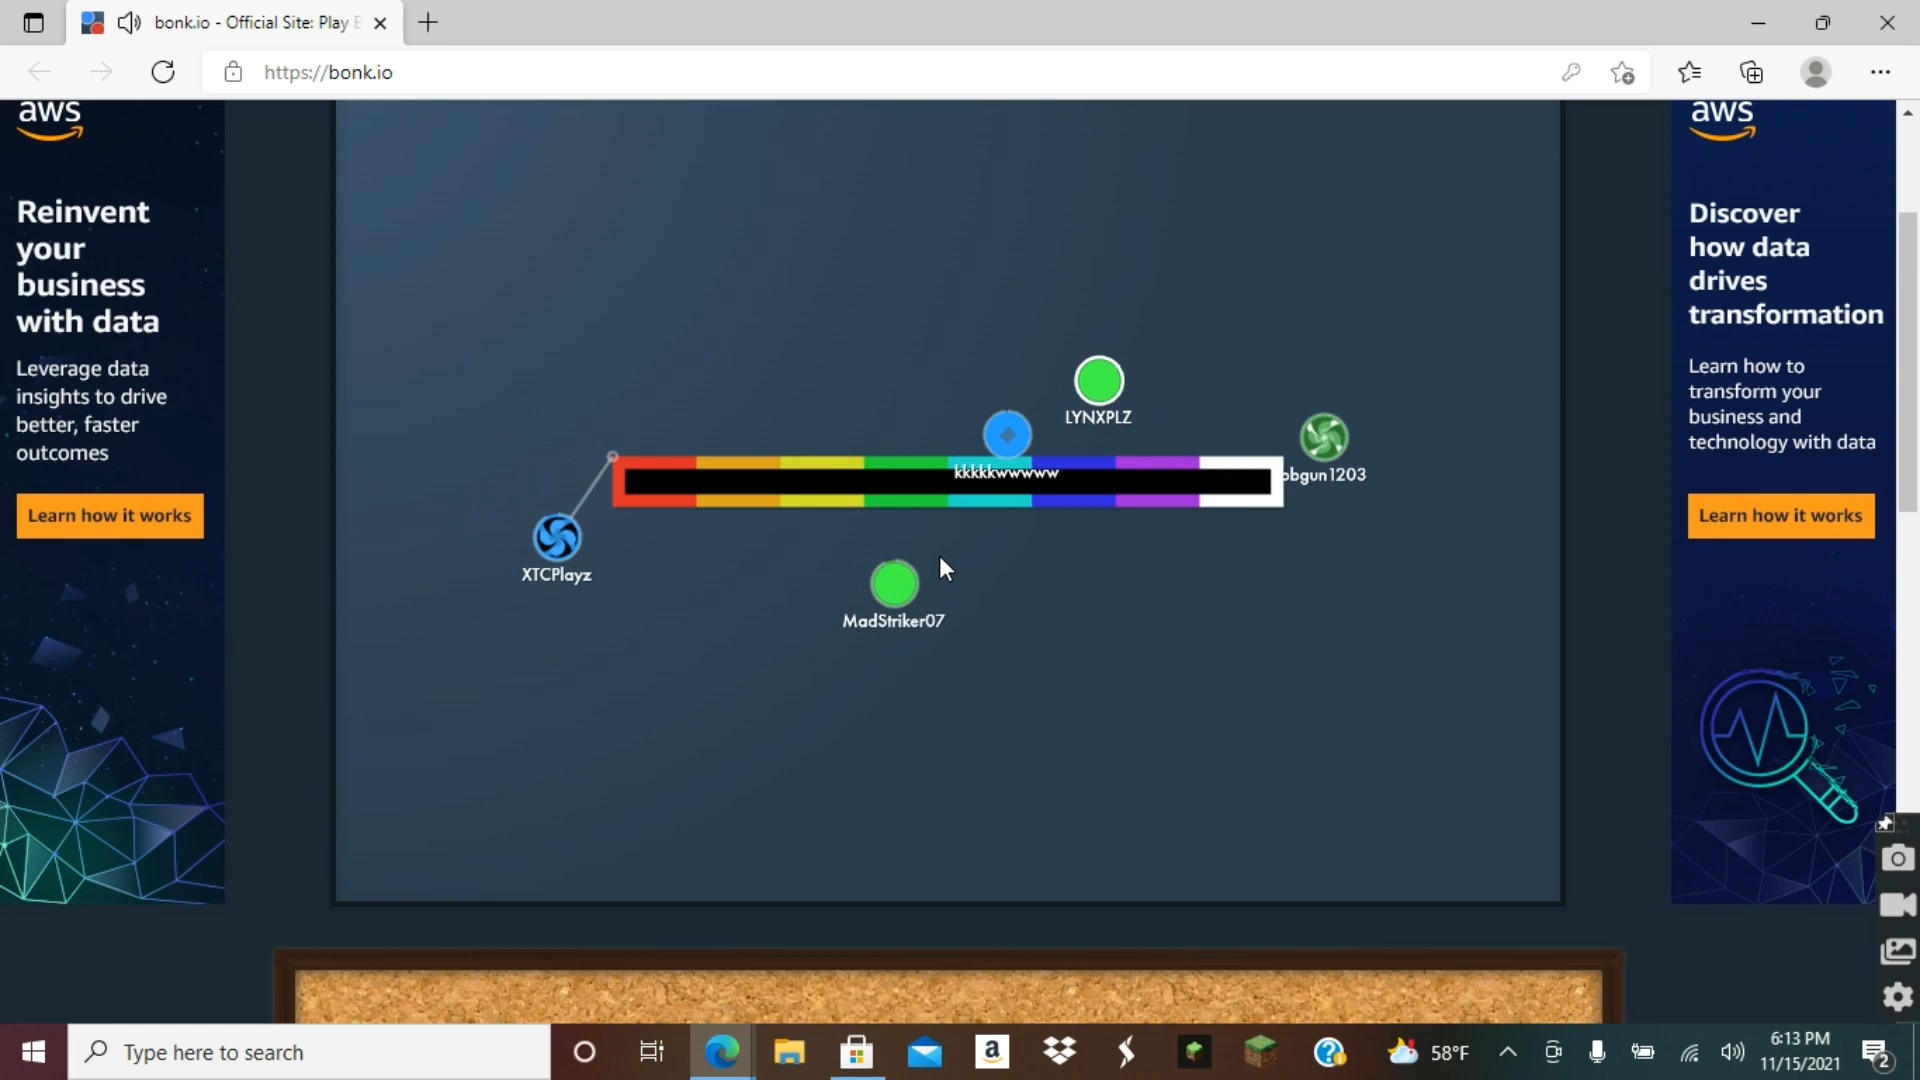 bonk.io - Official Site: Play
https://bonk.io
aws
Reinvent
your
business
with data
Leverage data
insights to drive
better, faster
outcomes
Learn how it works
LYNXPLZ
kkkkkwwwww
obgun1203
XTCPlayz
MadStriker07
aws
Discover
how data
drives
transformation
Learn how to
transform your
business and
technology with data
Learn how it works
Type here to search
58°F
6:13 PM
11/15/2021
2